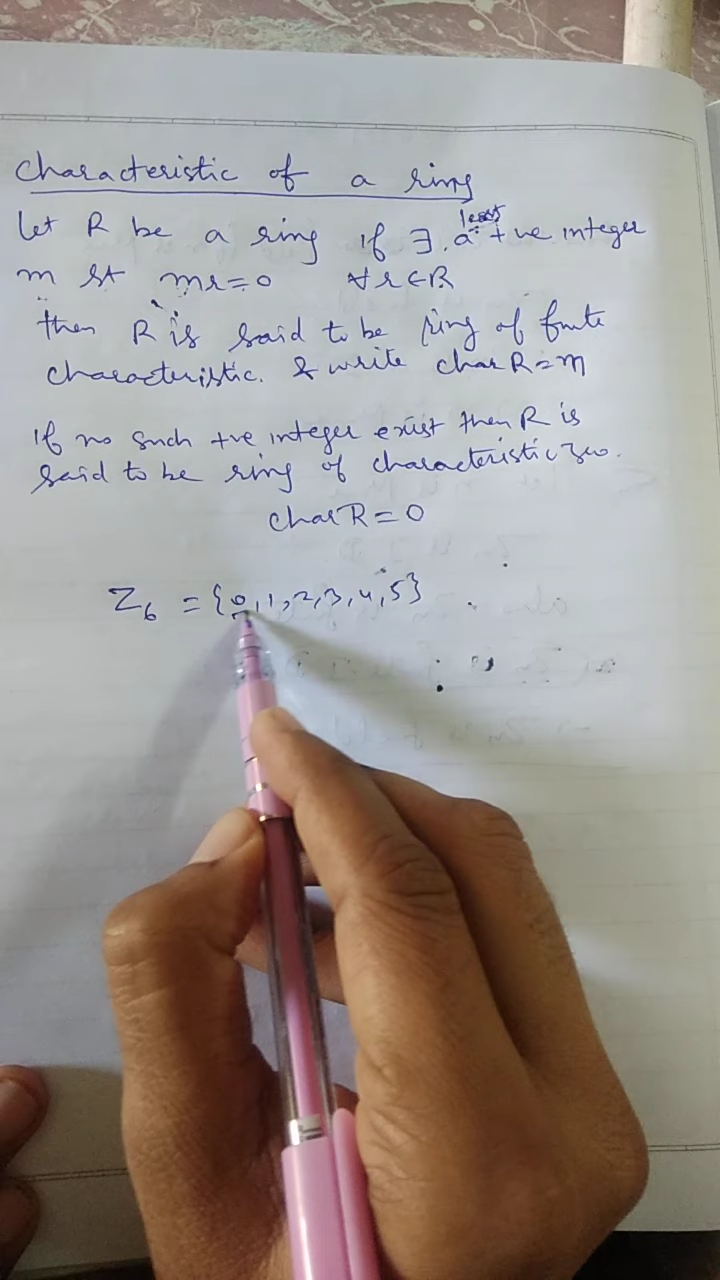 Characteristic of a ring
Let R be a ring if ∃ a least +ve integer
m st mr=0 ∀ r∈R
then R is said to be ring of finite
characteristic. & write char R = m
If no such +ve integer exist then R is
said to be ring of characteristic zero.
char R = 0
Z₆ = {0,1,2,3,4,5}